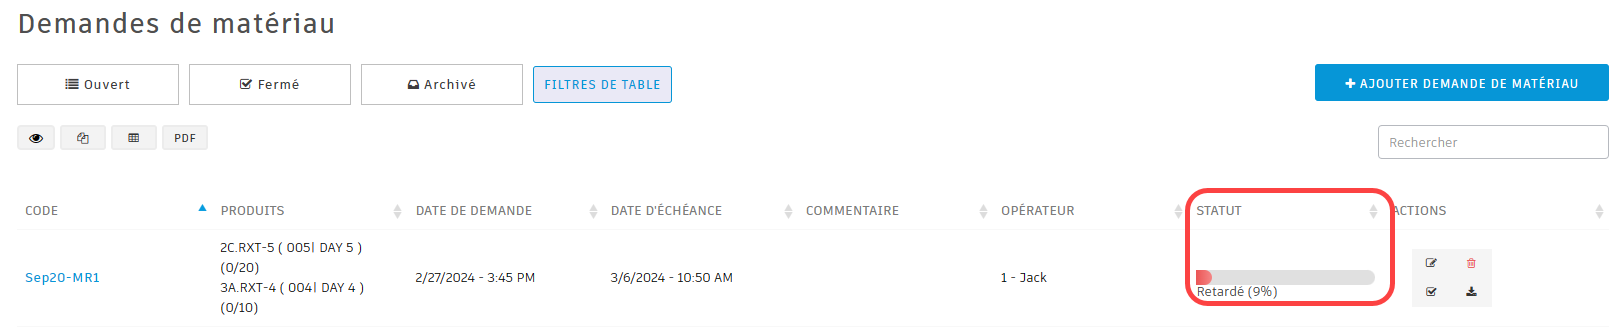 Demandes de matériau
Ouvert
Fermé
Archivé
FILTRES DE TABLE
AJOUTER DEMANDE DE MATÉRIAU
PDF
Rechercher
CODE PRODUITS DATE DE DEMANDE DATE D'ÉCHÉANCE COMMENTAIRE OPÉRATEUR STATUT ACTIONS
Sep20-MR1
2C.RXT-5 ( 005| DAY 5 )
(0/20)
3A.RXT-4 ( 004| DAY 4 )
(0/10)
2/27/2024 - 3:45 PM
3/6/2024 - 10:50 AM
1 - Jack
Retardé (9%)